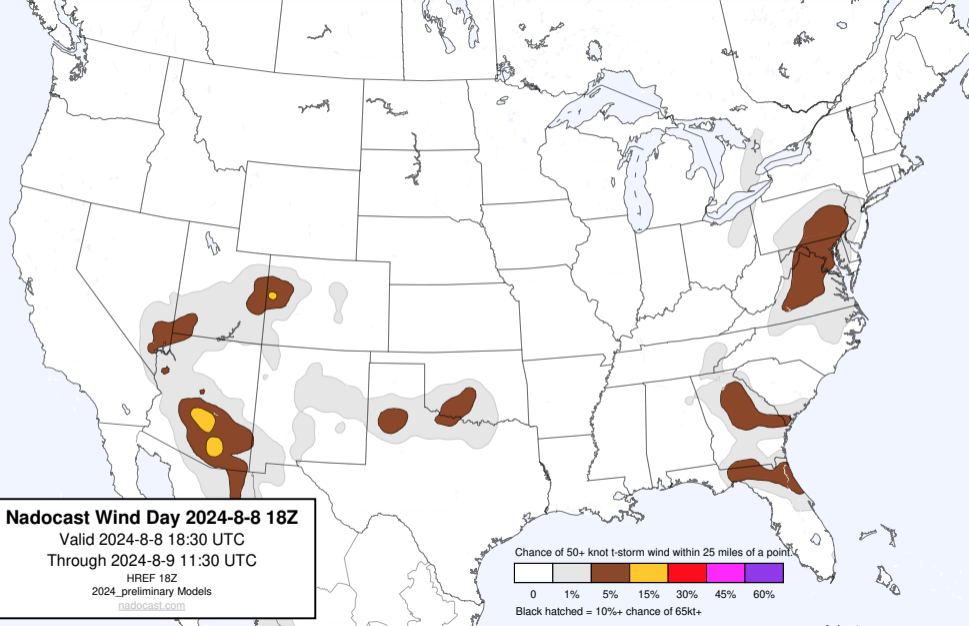 Nadocast Wind Day 2024-8-8 18Z
Valid 2024-8-8 18:30 UTC
Through 2024-8-9 11:30 UTC
HREF 18Z
2024_preliminary Models
nadocast.com
Chance of 50+ knot t-storm wind within 25 miles of a point.
0 1% 5% 15% 30% 45% 60%
Black hatched = 10%+ chance of 65kt+